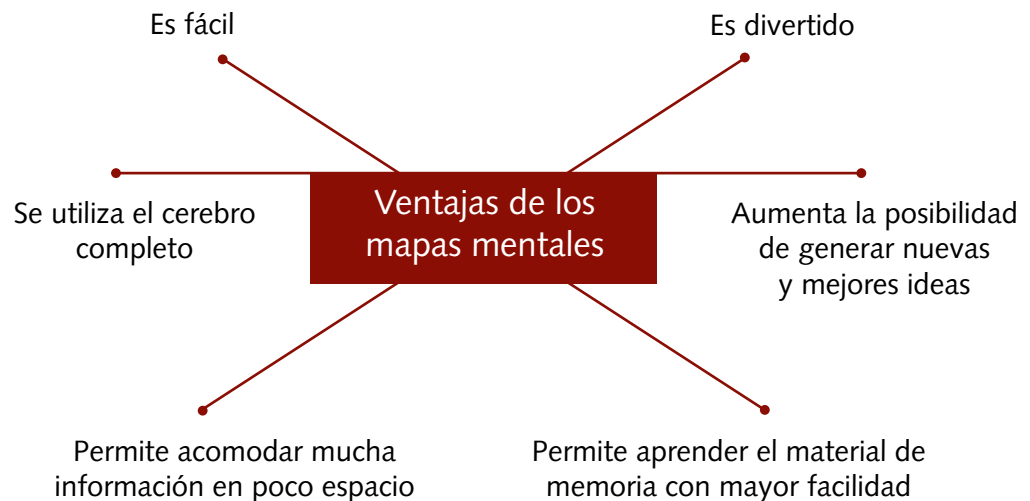 Es fácil
Es divertido
Ventajas de los
mapas mentales
Se utiliza el cerebro
completo
Aumenta la posibilidad
de generar nuevas
y mejores ideas
Permite acomodar mucha
información en poco espacio
Permite aprender el material de
memoria con mayor facilidad